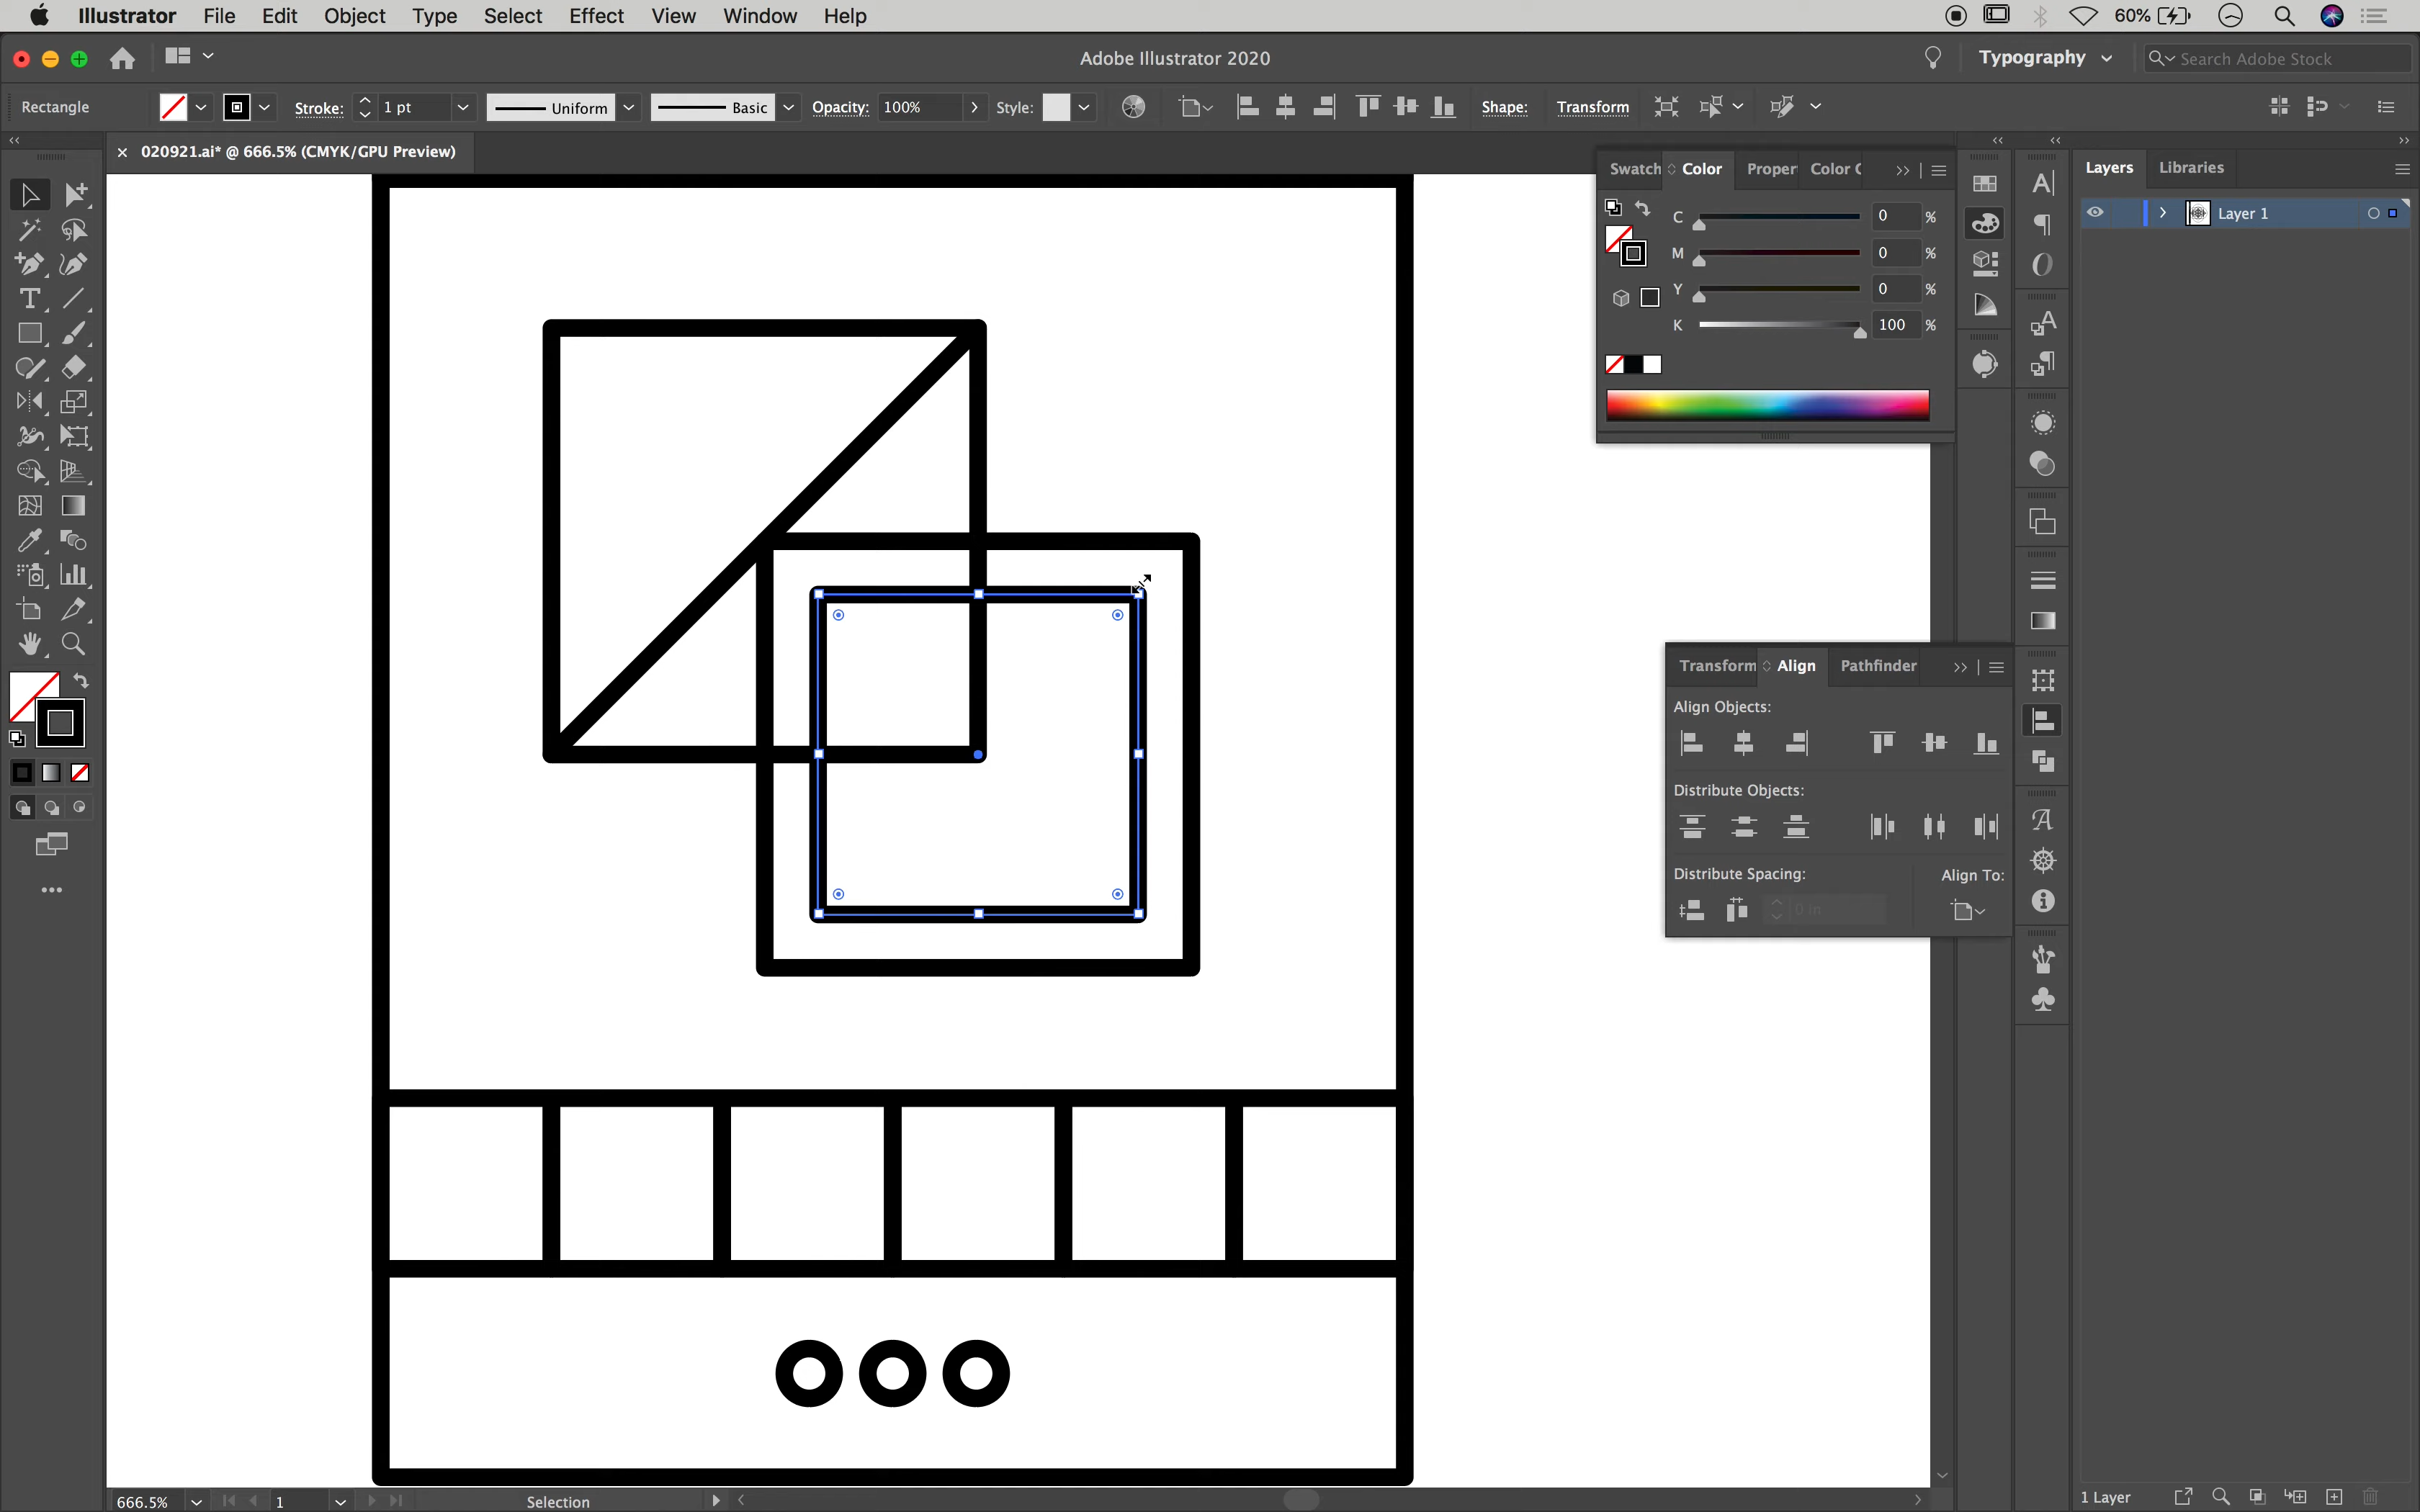 Illustrator File Edit Object Type Select Effect View Window Help 60%
Adobe Illustrator 2020 Typography Search Adobe Stock
Rectangle Stroke: 1 pt Uniform Basic Opacity: 100% Style: Shape: Transform
020921.ai* @ 666.5% (CMYK/GPU Preview)
Swatch Color Proper Color Layers Libraries
C 0 %
Layer 1
M 0 %
Y 0 %
K 100 %
Transform Align Pathfinder
Align Objects:
Distribute Objects:
Distribute Spacing: Align To:
0 in
666.5% 1 Selection 1 Layer